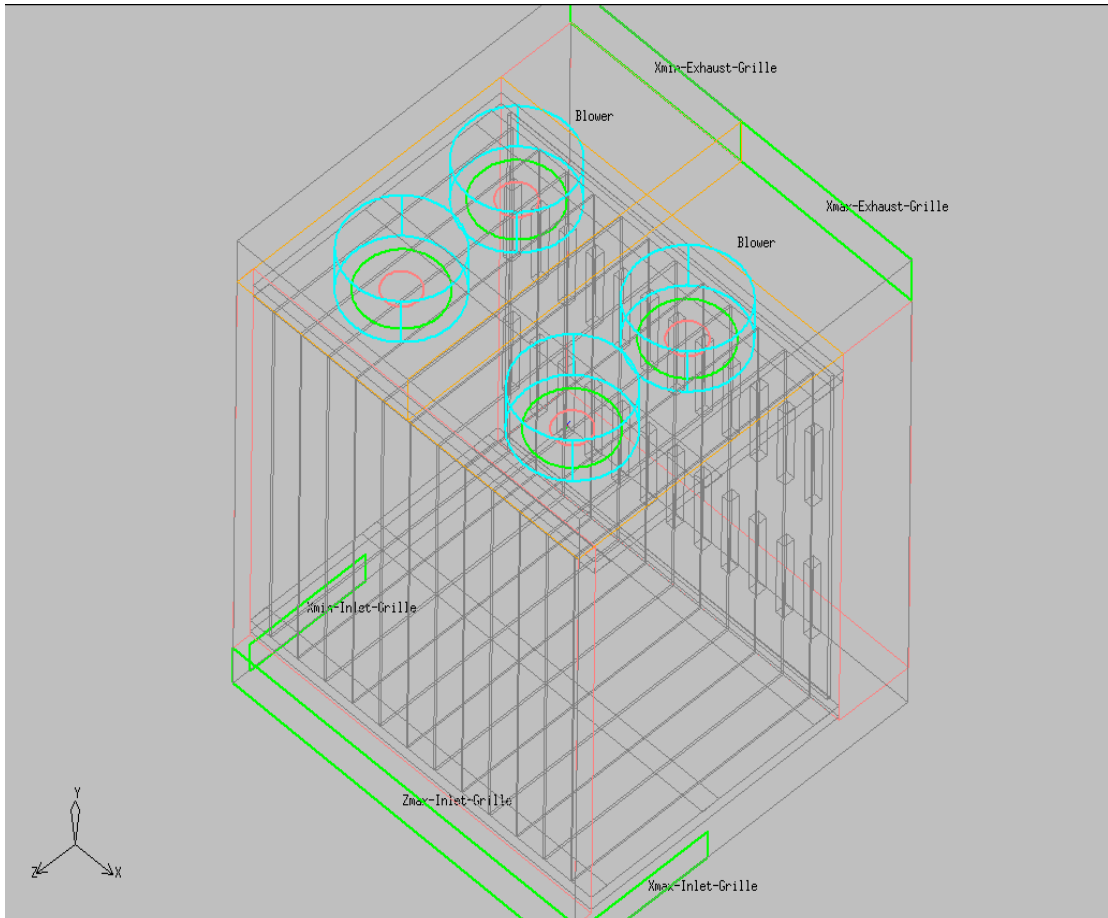 Xmin-Exhaust-Grille
Blower
Xmax-Exhaust-Grille
Blower
Xmin-Inlet-Grille
Zmax-Inlet-Grille
Xmax-Inlet-Grille
Y
Z
X